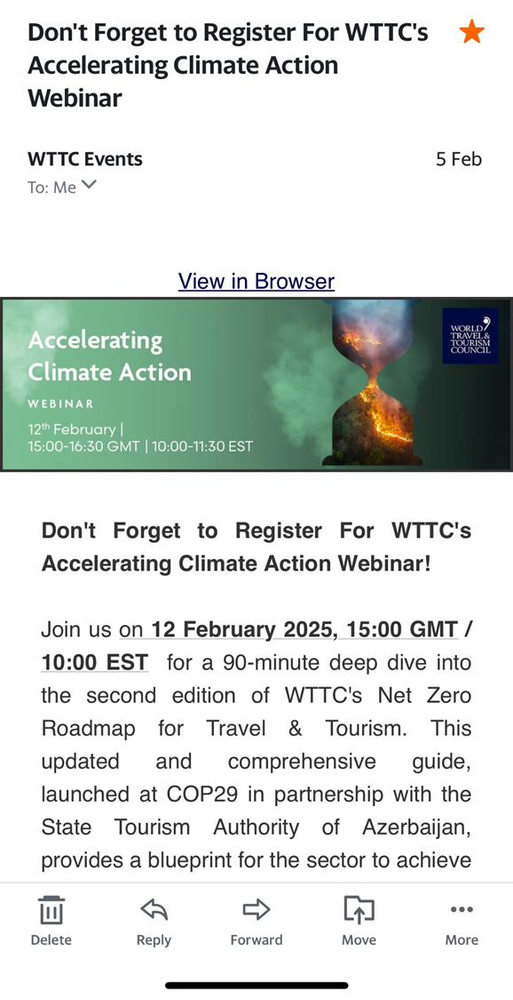 Don't Forget to Register For WTTC's
Accelerating Climate Action
Webinar
WTTC Events
5 Feb
To: Me
View in Browser
Accelerating
Climate Action
WEBINAR
12th February |
15:00-16:30 GMT | 10:00-11:30 EST
WORLD
TRAVEL &
TOURISM
COUNCIL
Don't Forget to Register For WTTC's
Accelerating Climate Action Webinar!
Join us on 12 February 2025, 15:00 GMT /
10:00 EST for a 90-minute deep dive into
the second edition of WTTC's Net Zero
Roadmap for Travel & Tourism. This
updated and comprehensive guide,
launched at COP29 in partnership with the
State Tourism Authority of Azerbaijan,
provides a blueprint for the sector to achieve
Delete
Reply
Forward
Move
More